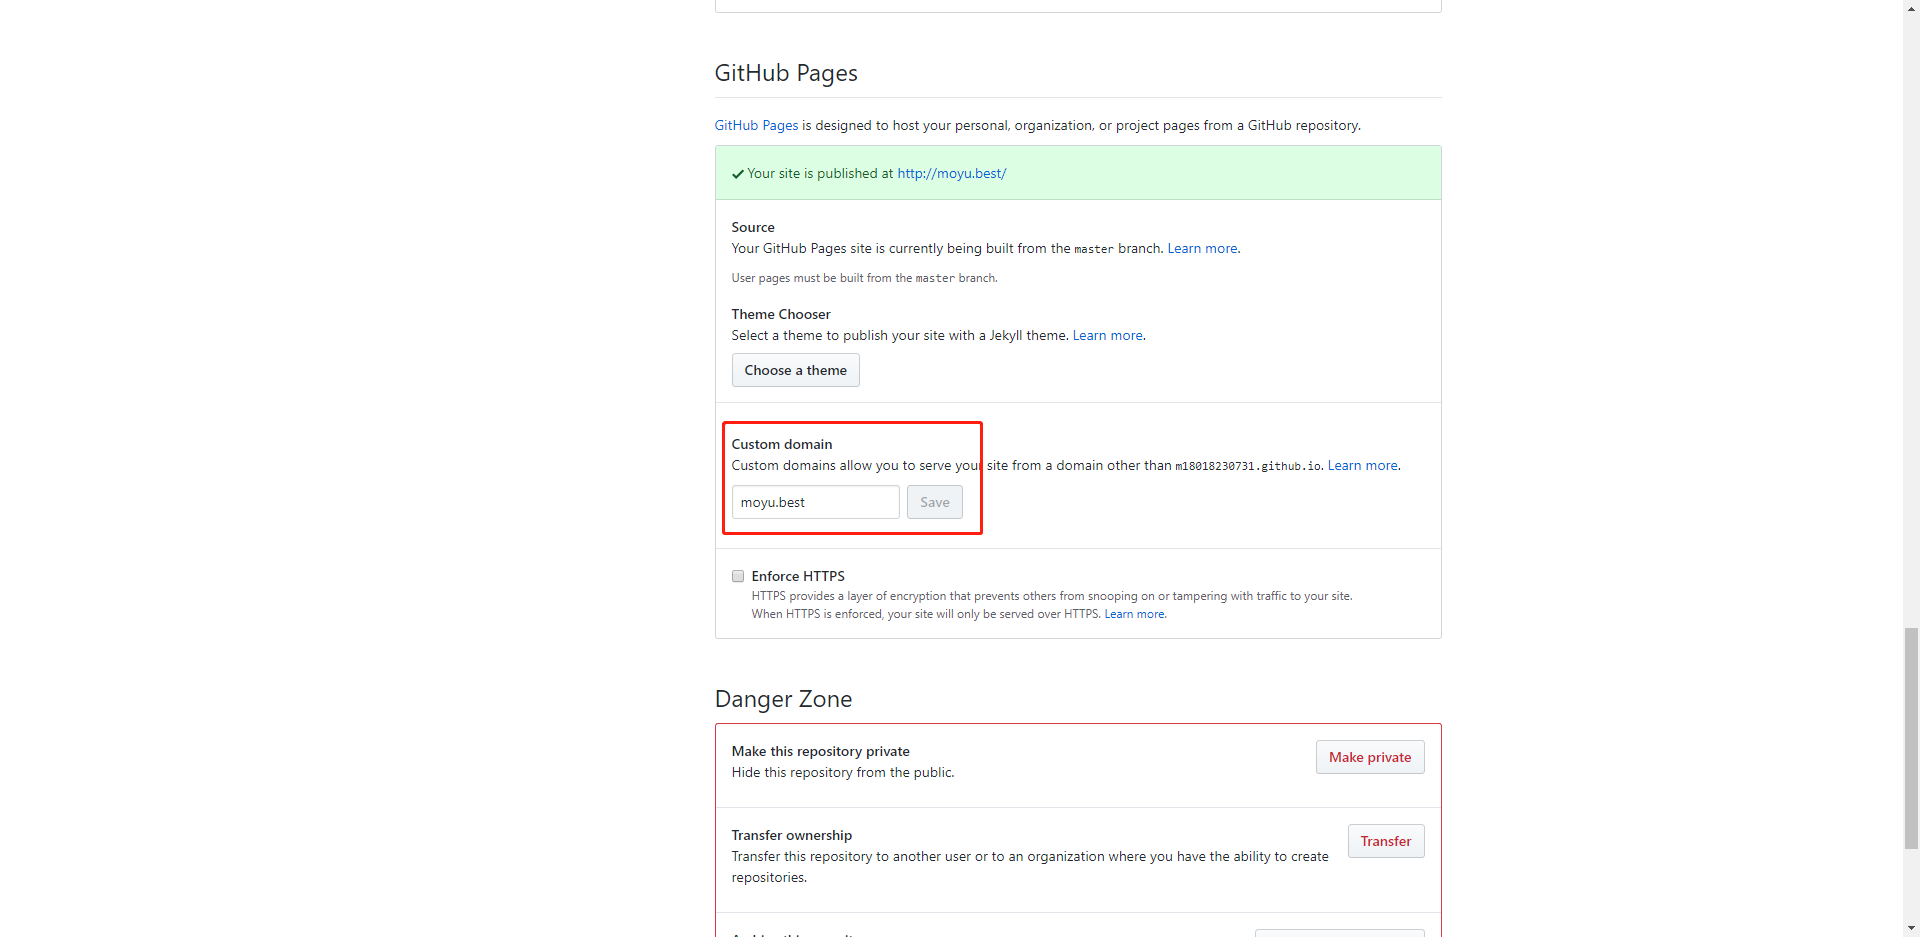 GitHub Pages
GitHub Pages is designed to host your personal, organization, or project pages from a GitHub repository.
Your site is published at http://moyu.best/
Source
Your GitHub Pages site is currently being built from the master branch. Learn more.
User pages must be built from the master branch.
Theme Chooser
Select a theme to publish your site with a Jekyll theme. Learn more.
Choose a theme
Custom domain
Custom domains allow you to serve your site from a domain other than m18018230731.github.io. Learn more.
moyu.best Save
Enforce HTTPS
HTTPS provides a layer of encryption that prevents others from snooping on or tampering with traffic to your site.
When HTTPS is enforced, your site will only be served over HTTPS. Learn more.
Danger Zone
Make this repository private
Hide this repository from the public.
Make private
Transfer ownership
Transfer this repository to another user or to an organization where you have the ability to create
repositories.
Transfer